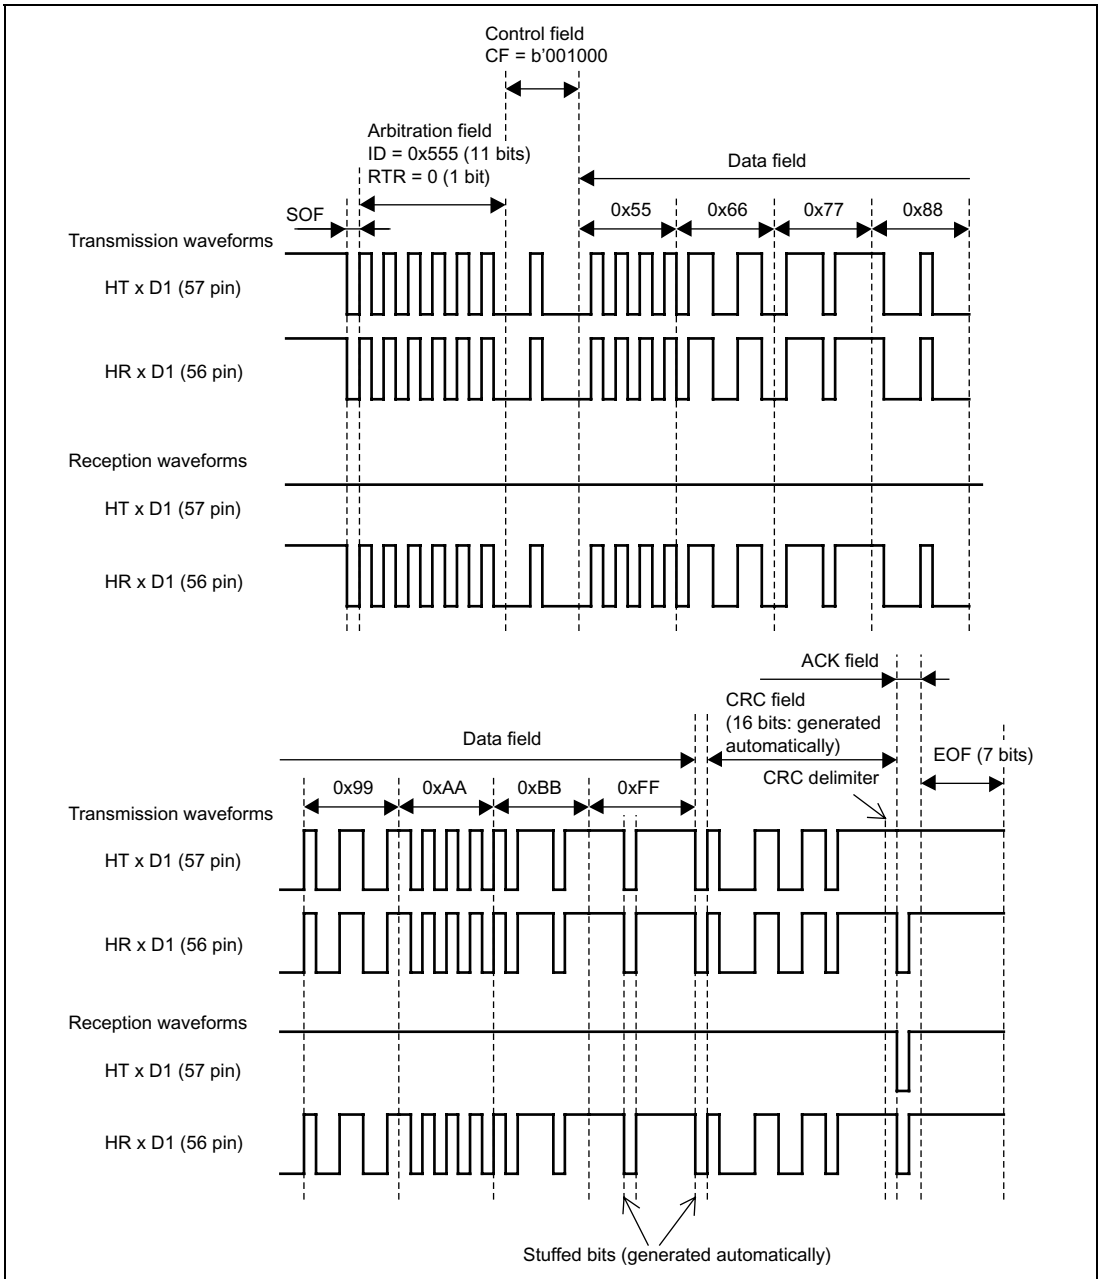 Control field
CF = b'001000
Arbitration field
ID = 0x555 (11 bits)
RTR = 0 (1 bit)
Data field
SOF
0x55 0x66 0x77 0x88
Transmission waveforms
HT x D1 (57 pin)
HR x D1 (56 pin)
Reception waveforms
HT x D1 (57 pin)
HR x D1 (56 pin)
ACK field
CRC field
(16 bits: generated
automatically)
Data field
EOF (7 bits)
CRC delimiter
0x99 0xAA 0xBB 0xFF
Transmission waveforms
HT x D1 (57 pin)
HR x D1 (56 pin)
Reception waveforms
HT x D1 (57 pin)
HR x D1 (56 pin)
Stuffed bits (generated automatically)